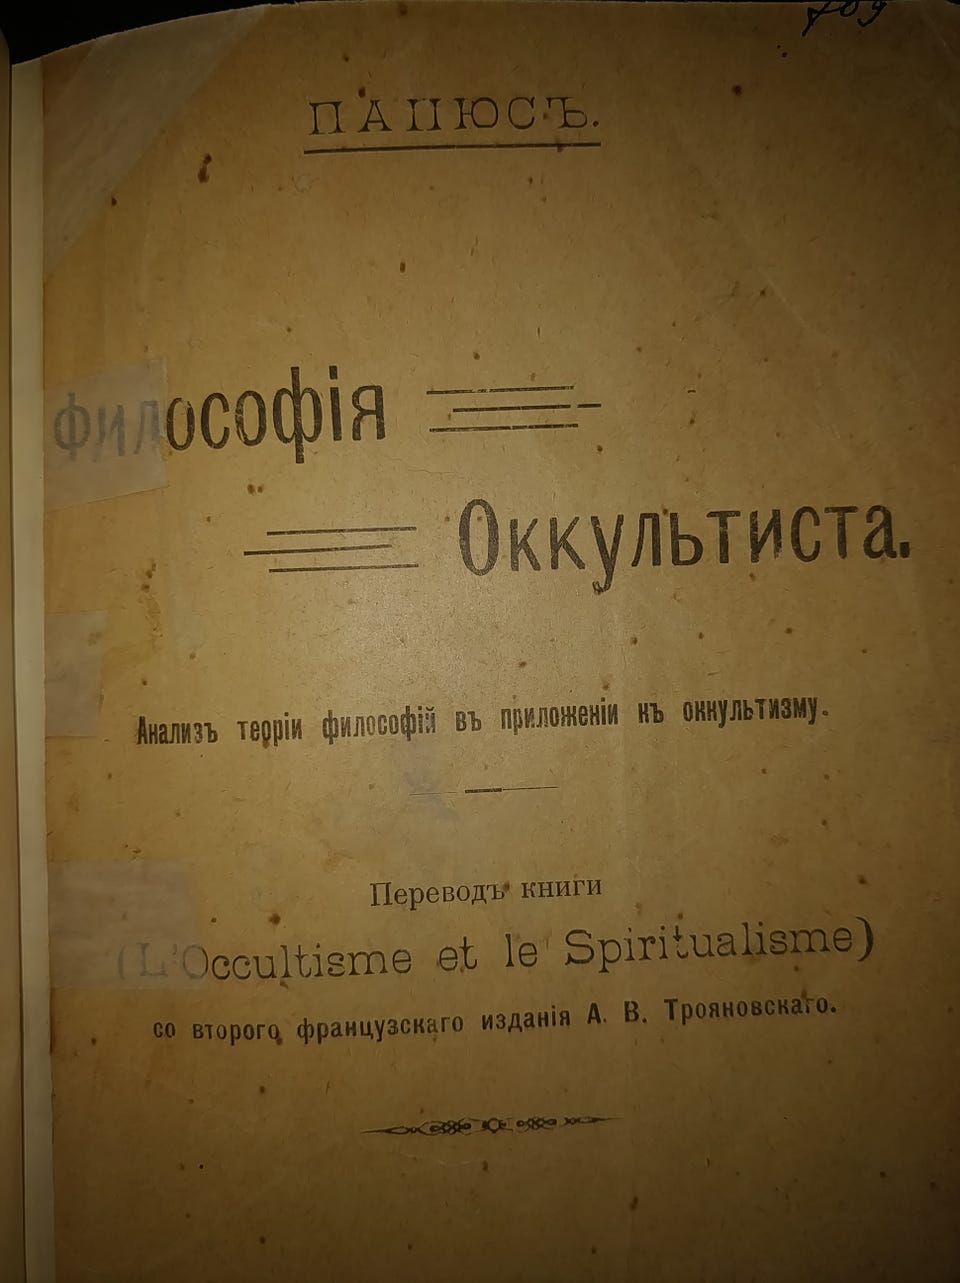 709
ПАПЮСЪ.
Философія
Оккультиста.
Анализъ теоріи философій въ приложеніи къ оккультизму.
Переводъ книги
(L'Occultisme et le Spiritualisme)
со второго французскаго изданія А. В. Трояновскаго.